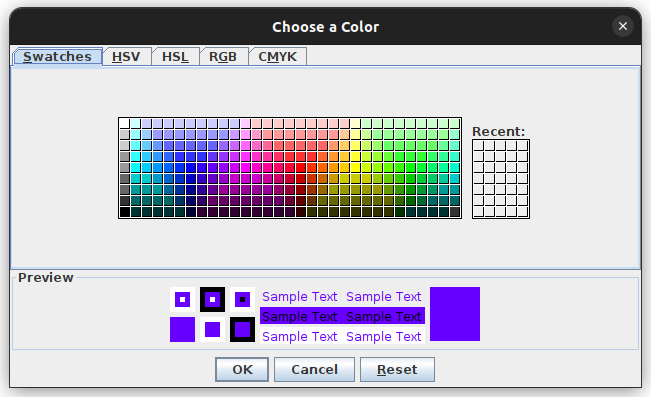 Choose a Color
Swatches HSV HSL RGB CMYK
Recent:
Preview
Sample Text Sample Text
Sample Text Sample Text
Sample Text Sample Text
OK Cancel Reset